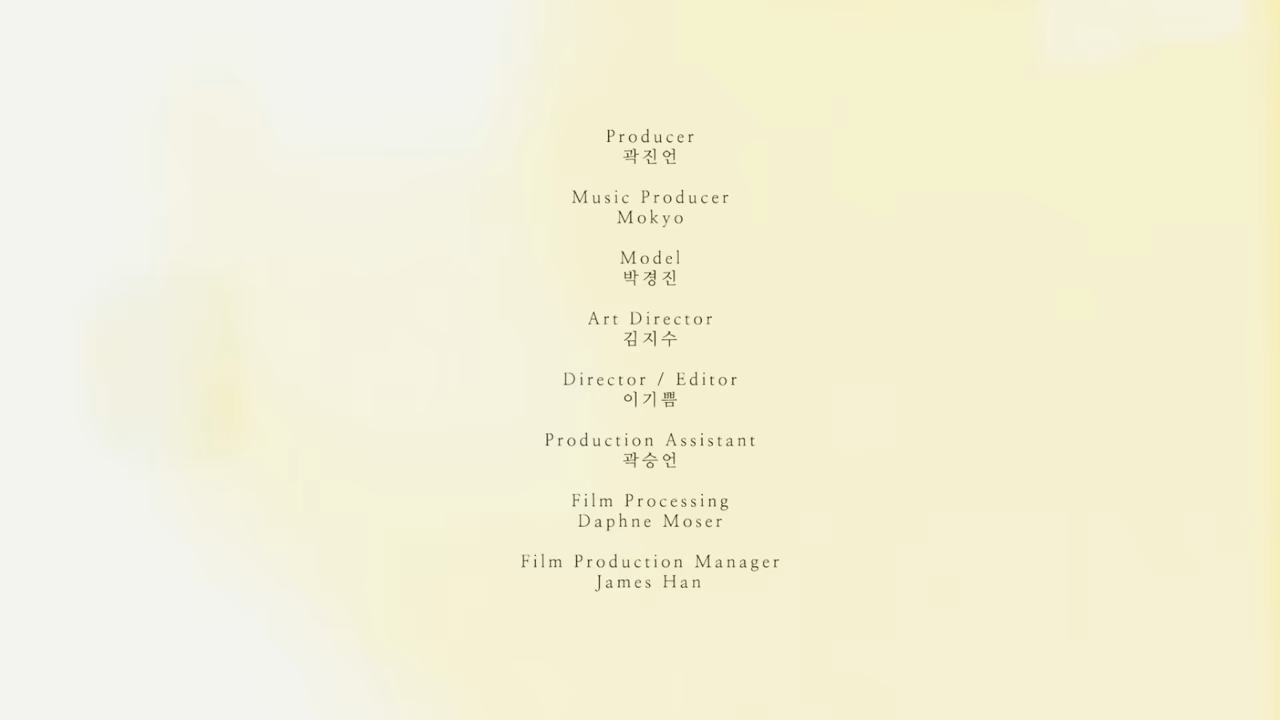 Producer
곽진언
Music Producer
Mokyo
Model
박경진
Art Director
김지수
Director / Editor
이기쁨
Production Assistant
곽승언
Film Processing
Daphne Moser
Film Production Manager
James Han